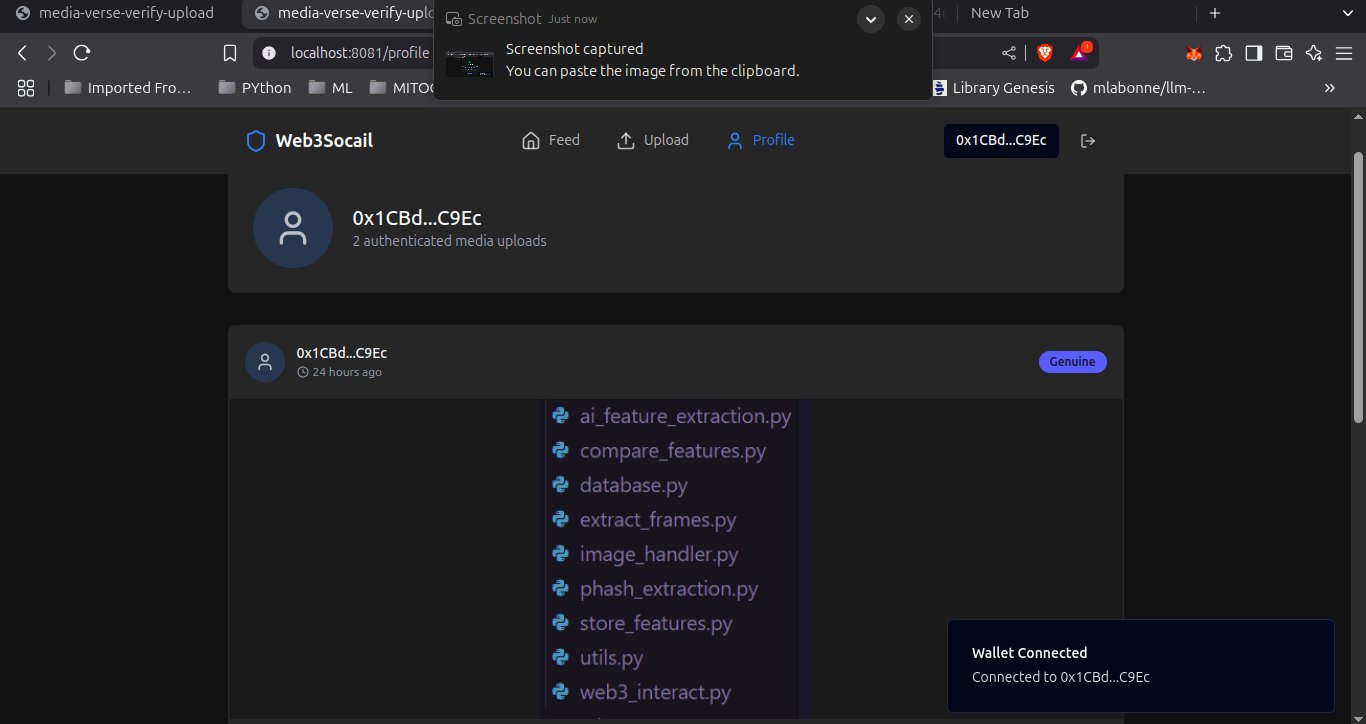 media-verse-verify-upload
media-verse-verify-uplo
New Tab
Screenshot Just now
Screenshot captured
You can paste the image from the clipboard.
localhost:8081/profile
1
Imported Fro...
PYthon
ML
MITO
Library Genesis
mlabonne/llm-...
Web3Socail
Feed
Upload
Profile
0x1CBd...C9Ec
0x1CBd...C9Ec
2 authenticated media uploads
0x1CBd...C9Ec
24 hours ago
Genuine
ai_feature_extraction.py
compare_features.py
database.py
extract_frames.py
image_handler.py
phash_extraction.py
store_features.py
utils.py
web3_interact.py
Wallet Connected
Connected to 0x1CBd...C9Ec